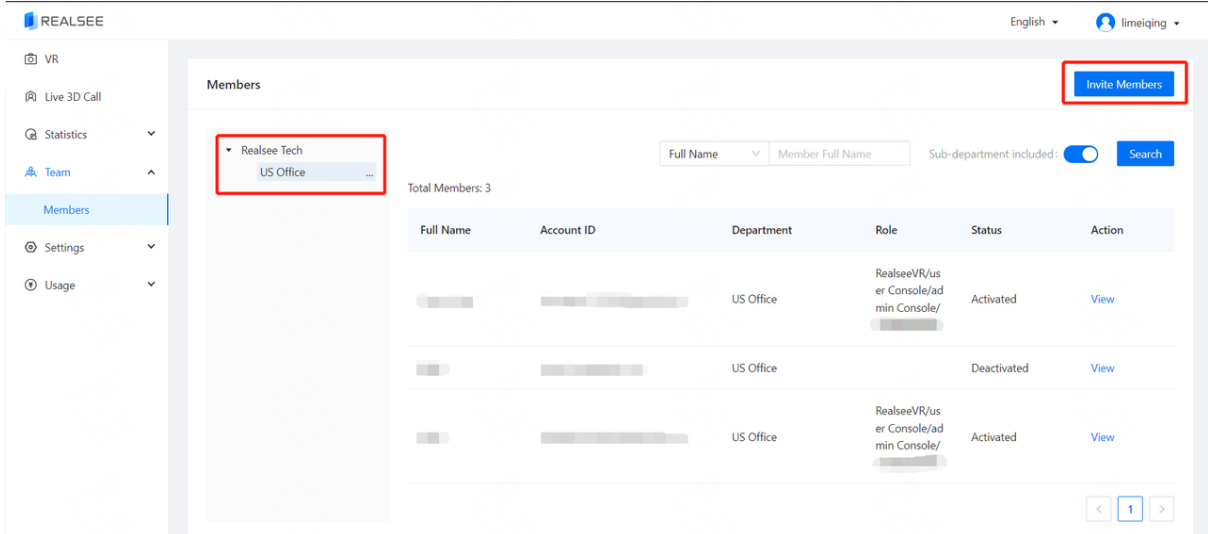 REALSEE
English
limeiqing
VR
Live 3D Call
Statistics
Team
Members
Settings
Usage
Members
Invite Members
Realsee Tech
US Office
...
Full Name
Member Full Name
Sub-department included:
Search
Total Members: 3
Full Name Account ID Department Role Status Action
US Office
RealseeVR/us
er Console/ad
min Console/
Activated
View
US Office Deactivated View
US Office
RealseeVR/us
er Console/ad
min Console/
Activated
View
< 1 >